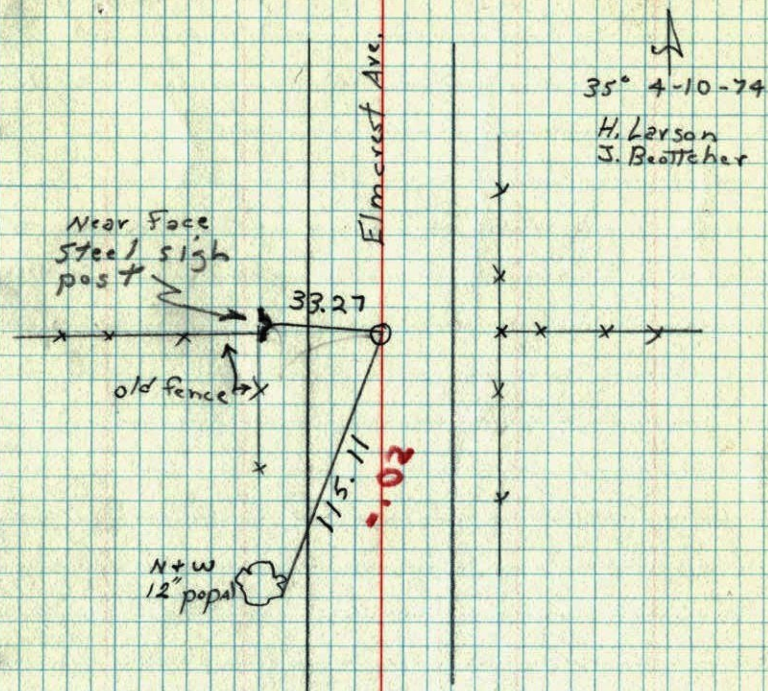 Elmcrest Ave.
35° 4-10-74
H. Larson
J. Beottcher
Near Face
Steel sign
post
33.27
old fence
115.11
-.02
N+W
12" popal